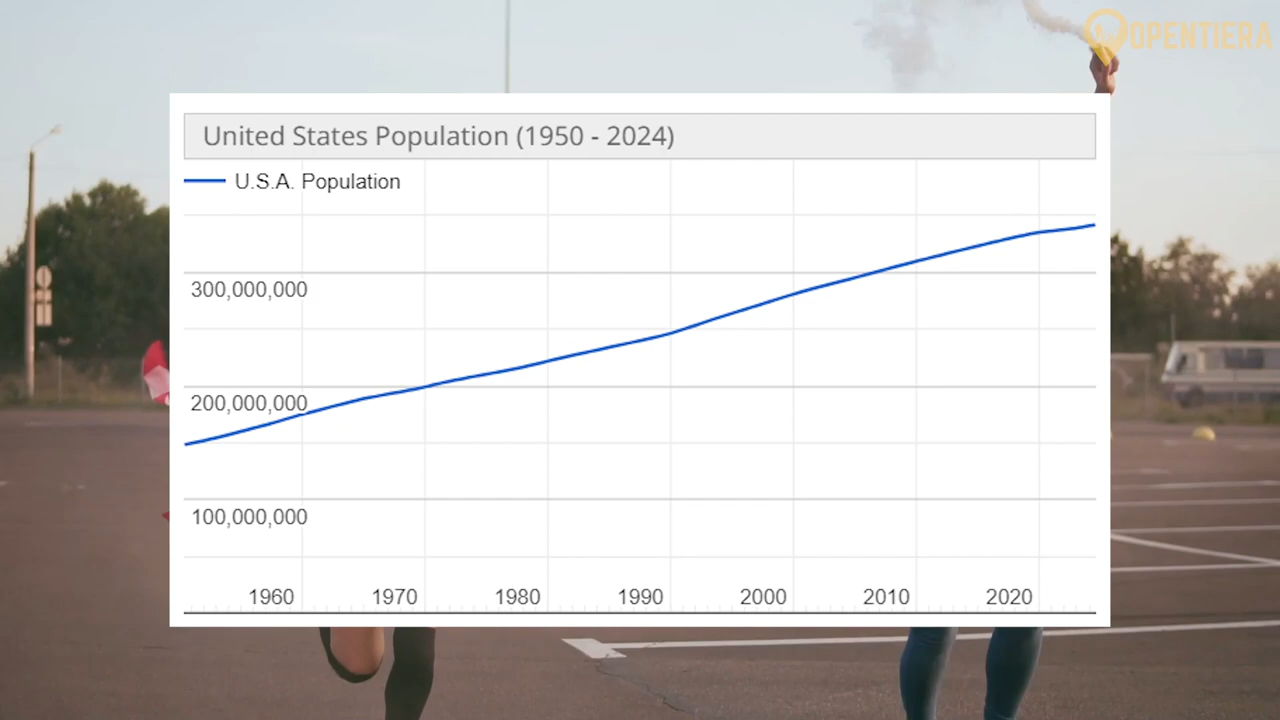 OPENTIERA
United States Population (1950 - 2024)
U.S.A. Population
300,000,000
200,000,000
100,000,000
1960 1970 1980 1990 2000 2010 2020